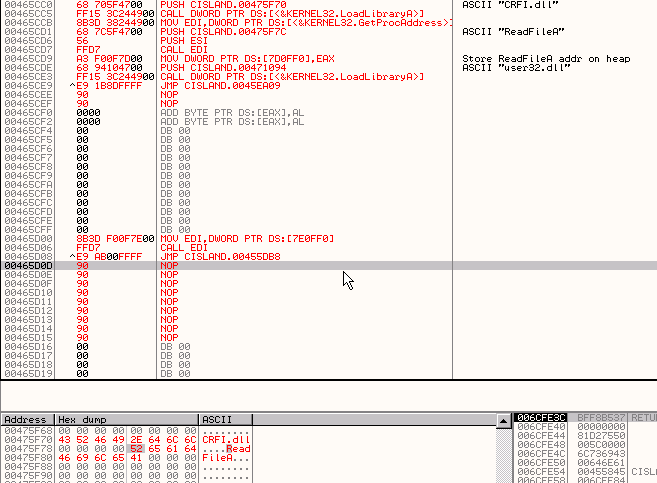 00465CC0 68 705F4700 PUSH CISLAND.00475F70 ASCII "CRFI.dll"
00465CC5 FF15 3C244900 CALL DWORD PTR DS:[<&KERNEL32.LoadLibraryA>]
00465CCB 8B3D 38244900 MOV EDI,DWORD PTR DS:[<&KERNEL32.GetProcAddress>]
00465CD1 68 7C5F4700 PUSH CISLAND.00475F7C ASCII "ReadFileA"
00465CD6 56 PUSH ESI
00465CD7 FFD7 CALL EDI
00465CD9 A3 F00F7D00 MOV DWORD PTR DS:[7D0FF0],EAX Store ReadFileA addr on heap
00465CDE 68 94104700 PUSH CISLAND.00471094 ASCII "user32.dll"
00465CE3 FF15 3C244900 CALL DWORD PTR DS:[<&KERNEL32.LoadLibraryA>]
00465CE9 ^E9 1B8DFFFF JMP CISLAND.0045EA09
00465CEE 90 NOP
00465CEF 90 NOP
00465CF0 0000 ADD BYTE PTR DS:[EAX],AL
00465CF2 0000 ADD BYTE PTR DS:[EAX],AL
00465CF4 00 DB 00
00465CF5 00 DB 00
00465CF6 00 DB 00
00465CF7 00 DB 00
00465CF8 00 DB 00
00465CF9 00 DB 00
00465CFA 00 DB 00
00465CFB 00 DB 00
00465CFC 00 DB 00
00465CFD 00 DB 00
00465CFE 00 DB 00
00465CFF 00 DB 00
00465D00 8B3D F00F7E00 MOV EDI,DWORD PTR DS:[7E0FF0]
00465D06 FFD7 CALL EDI
00465D08 ^E9 AB00FFFF JMP CISLAND.00455DB8
00465D0D 90 NOP
00465D0E 90 NOP
00465D0F 90 NOP
00465D10 90 NOP
00465D11 90 NOP
00465D12 90 NOP
00465D13 90 NOP
00465D14 90 NOP
00465D15 90 NOP
00465D16 00 DB 00
00465D17 00 DB 00
00465D18 00 DB 00
00465D19 00 DB 00
Address Hex dump ASCII
00475F68 00 00 00 00 00 00 00 00 ........
00475F70 43 52 46 49 2E 64 6C 6C CRFI.dll
00475F78 00 00 00 00 52 65 61 64 ....Read
00475F80 46 69 6C 65 41 00 00 00 FileA...
00475F88 00 00 00 00 00 00 00 00 ........
00475F90 00 00 00 00 00 00 00 00 ........
006CFE3C BFF8B537 RETU
006CFE40 00000000
006CFE44 81D27550
006CFE48 005C0000
006CFE4C 6C736943
006CFE50 00646E61
006CFE54 00455845 CISL
006CFE58 006CFE84